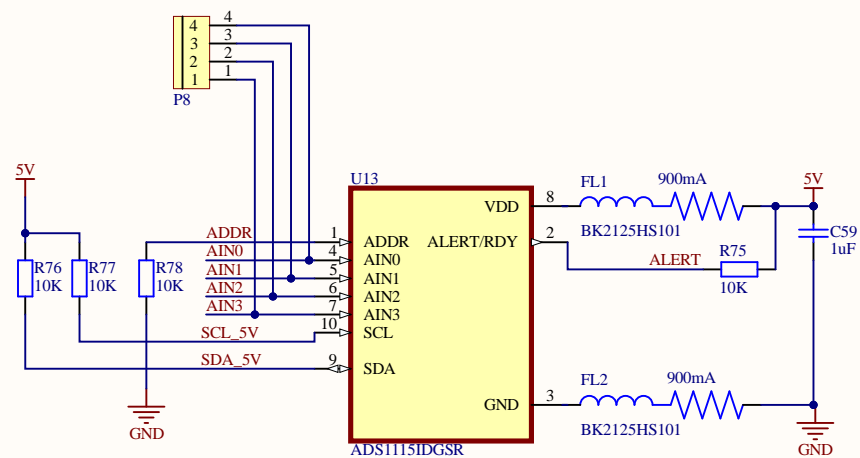 4
3
2
1
4
3
2
1
P8
5V
U13
FL1
900mA
5V
VDD
8
BK2125HS101
C59
1uF
ADDR
1
ADDR
ALERT/RDY
2
R76
10K
R77
10K
R78
10K
AIN0
4
AIN0
AIN1
5
AIN1
AIN2
6
AIN2
AIN3
7
AIN3
ALERT
R75
10K
SCL_5V
10
SCL
SDA_5V
9
SDA
FL2
900mA
GND
3
BK2125HS101
GND
GND
ADS1115IDGSR